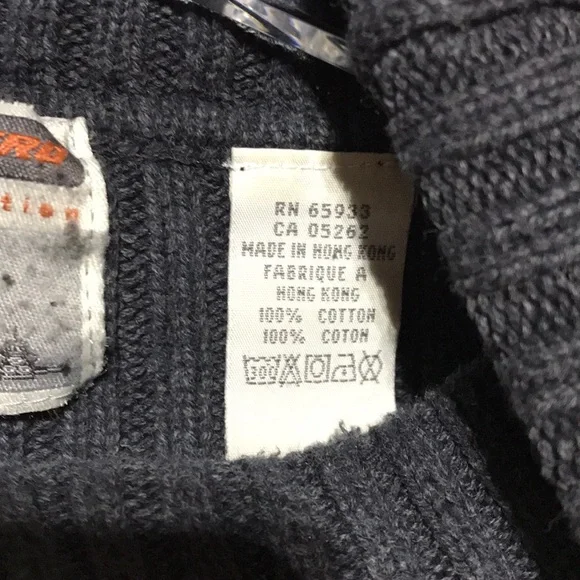 RN 65933
CA 05262
MADE IN HONG KONG
FABRIQUE A
HONG KONG
100% COTTON
100% COTON